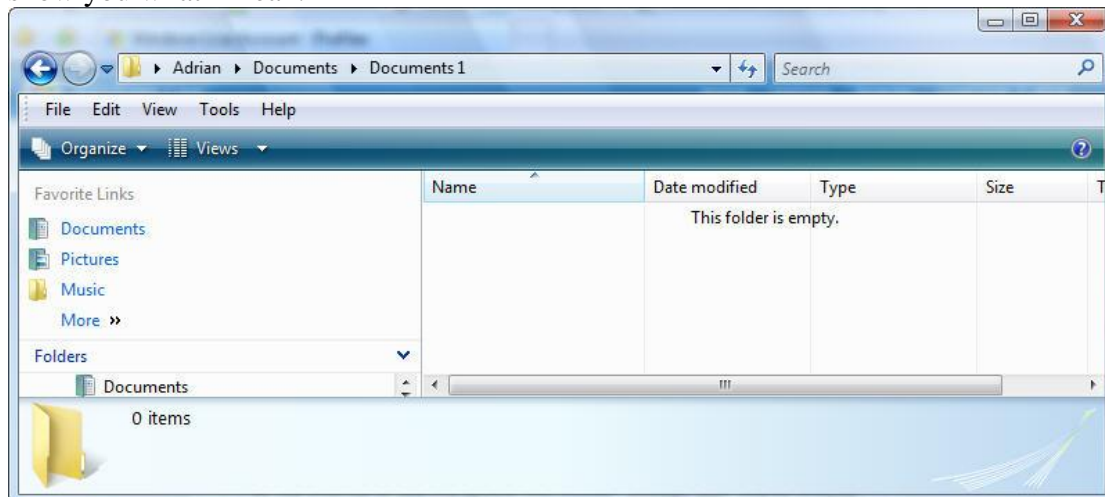 Adrian Documents Documents 1 Search
File Edit View Tools Help
Organize Views
Favorite Links
Documents
Pictures
Music
More »
Folders
Documents
Name Date modified Type Size T
This folder is empty.
0 items